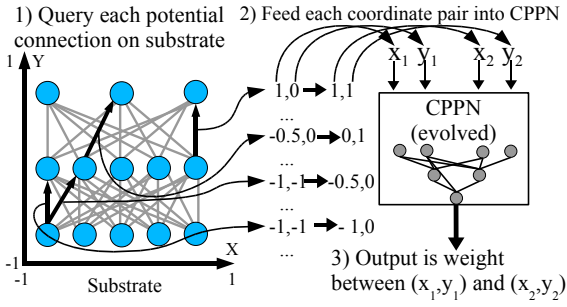 1) Query each potential
connection on substrate
2) Feed each coordinate pair into CPPN
1
Y
X
-1
-1
1
Substrate
1,0 1,1
...
-0.5,0 0,1
...
-1,-1 -0.5,0
...
-1,-1 - 1,0
...
x1 y1 x2 y2
CPPN
(evolved)
3) Output is weight
between (x1,y1) and (x2,y2)